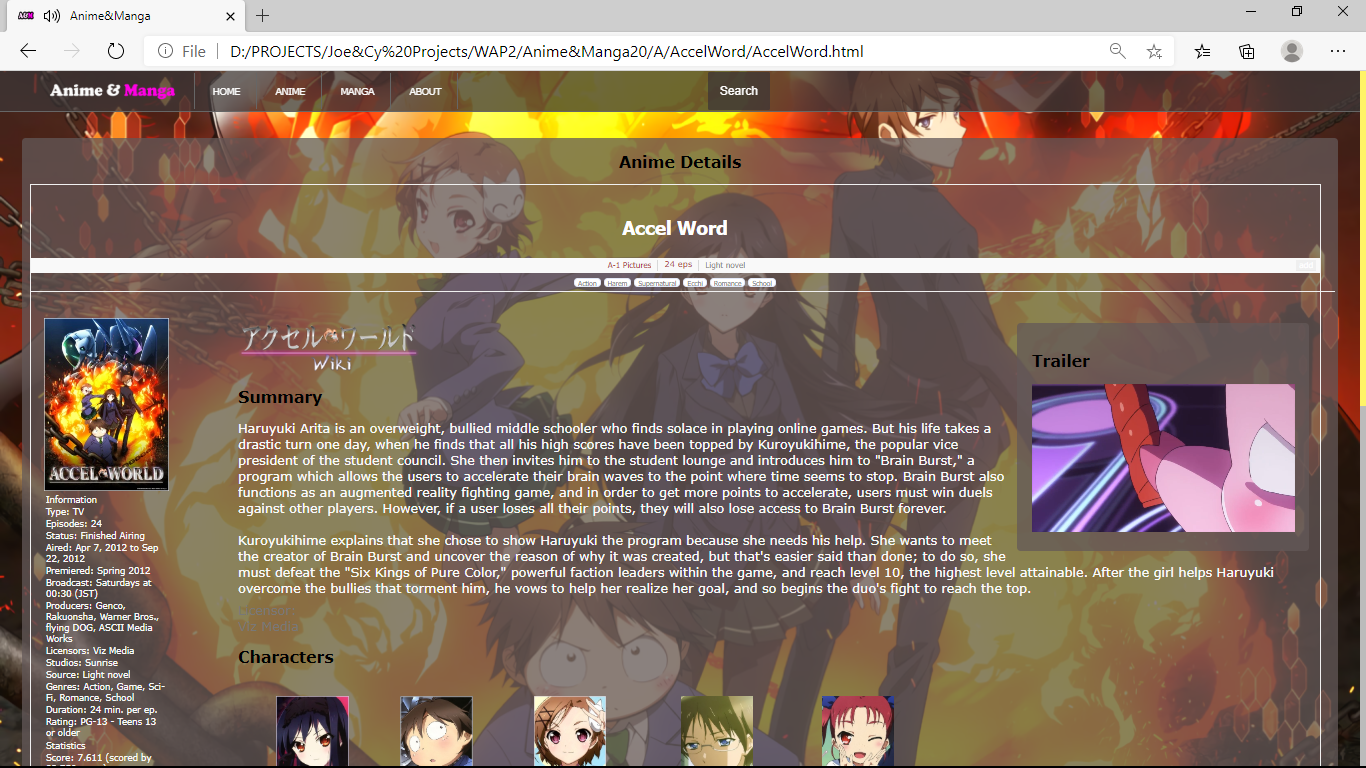 Anime&Manga
File
D:/PROJECTS/Joe&Cy%20Projects/WAP2/Anime&Manga20/A/AccelWord/AccelWord.html
Anime & Manga
HOME
ANIME
MANGA
ABOUT
Search
Anime Details
Accel Word
A-1 Pictures
24 eps
Light novel
Action
Harem
Supernatural
Ecchi
Romance
School
ACCEL WORLD
Information
Type: TV
Episodes: 24
Status: Finished Airing
Aired: Apr 7, 2012 to Sep
22, 2012
Premiered: Spring 2012
Broadcast: Saturdays at
00:30 (JST)
Producers: Genco,
Rakuonsha, Warner Bros.,
flying DOG, ASCII Media
Works
Licensors: Viz Media
Studios: Sunrise
Source: Light novel
Genres: Action, Game, Sci-
Fi, Romance, School
Duration: 24 min. per ep.
Rating: PG-13 - Teens 13
or older
Statistics
Score: 7.611 (scored by
アクセル・ワールド
Wiki
Summary
Haruyuki Arita is an overweight, bullied middle schooler who finds solace in playing online games. But his life takes a
drastic turn one day, when he finds that all his high scores have been topped by Kuroyukihime, the popular vice
president of the student council. She then invites him to the student lounge and introduces him to "Brain Burst," a
program which allows the users to accelerate their brain waves to the point where time seems to stop. Brain Burst also
functions as an augmented reality fighting game, and in order to get more points to accelerate, users must win duels
against other players. However, if a user loses all their points, they will also lose access to Brain Burst forever.
Kuroyukihime explains that she chose to show Haruyuki the program because she needs his help. She wants to meet
the creator of Brain Burst and uncover the reason of why it was created, but that's easier said than done; to do so, she
must defeat the "Six Kings of Pure Color," powerful faction leaders within the game, and reach level 10, the highest level attainable. After the girl helps Haruyuki
overcome the bullies that torment him, he vows to help her realize her goal, and so begins the duo's fight to reach the top.
Licensor:
Viz Media
Characters
Trailer